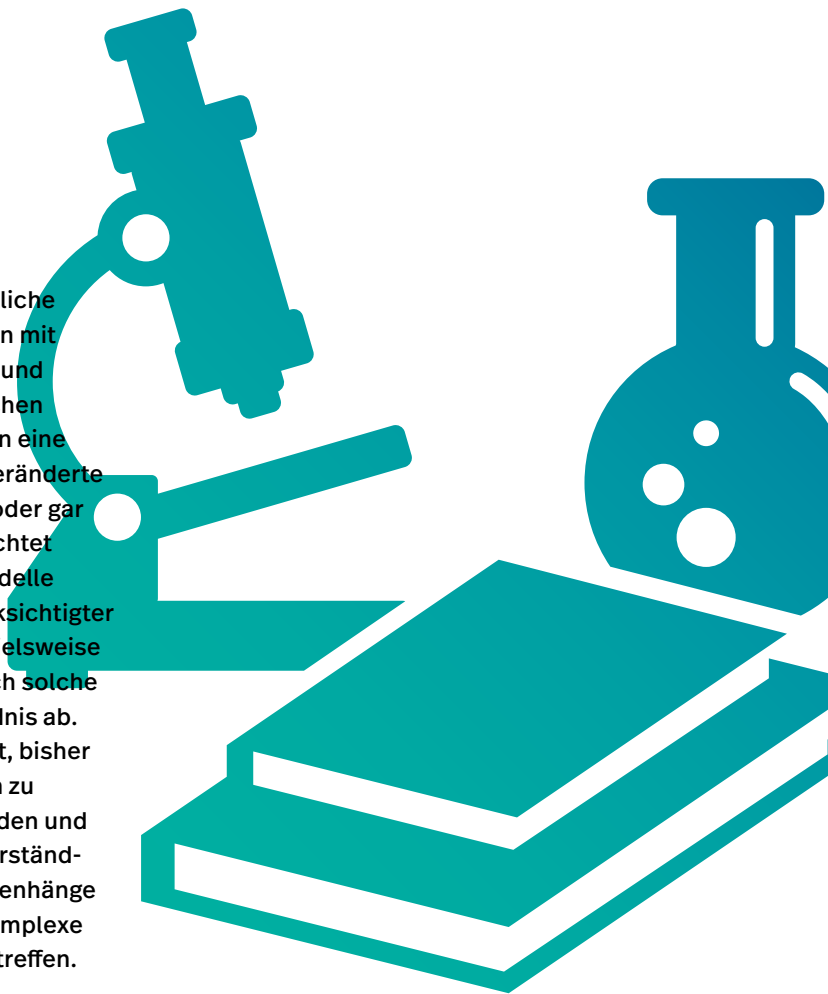 liche
n mit
und
hen
n eine
eränderte
oder gar
chtet
delle
ksichtigter
elsweise
ch solche
dnis ab.
t, bisher
n zu
den und
rständ-
enhänge
mplexe
treffen.